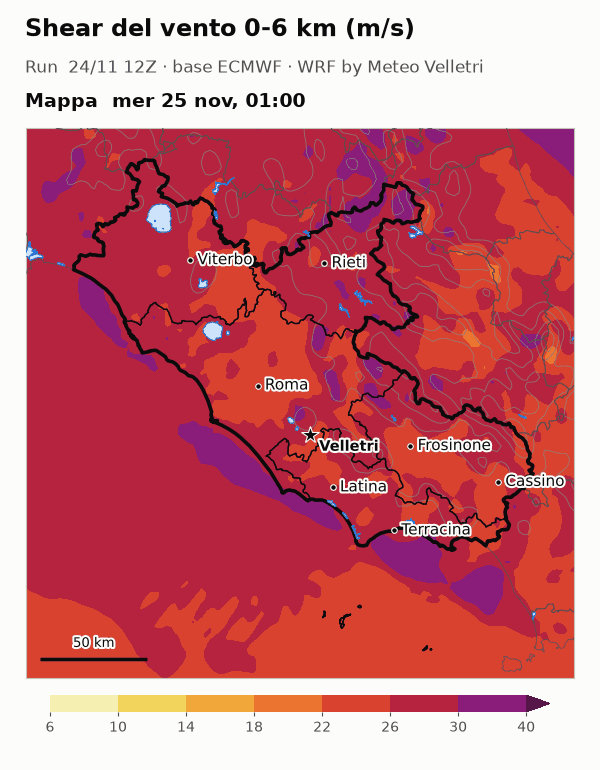 Shear del vento 0-6 km (m/s)
Run  24/11 12Z · base ECMWF · WRF by Meteo Velletri
Mappa  mer 25 nov, 01:00
Viterbo
Rieti
Roma
Velletri
Frosinone
Latina
Cassino
Terracina
50 km
6 10 14 18 22 26 30 40